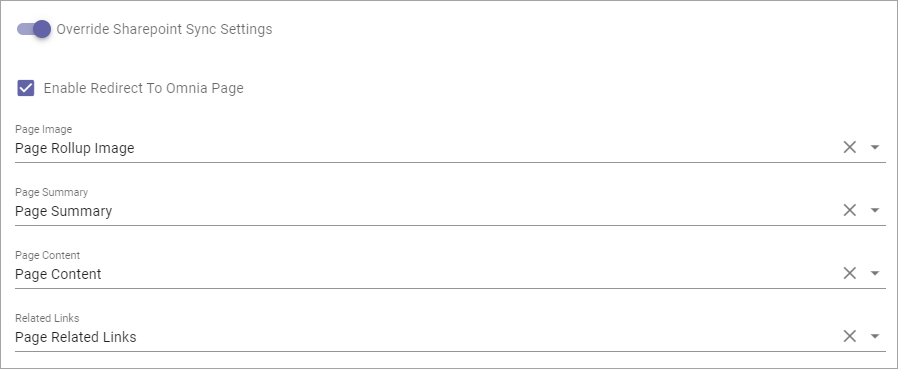 Override Sharepoint Sync Settings
Enable Redirect To Omnia Page
Page Image
Page Rollup Image
Page Summary
Page Summary
Page Content
Page Content
Related Links
Page Related Links